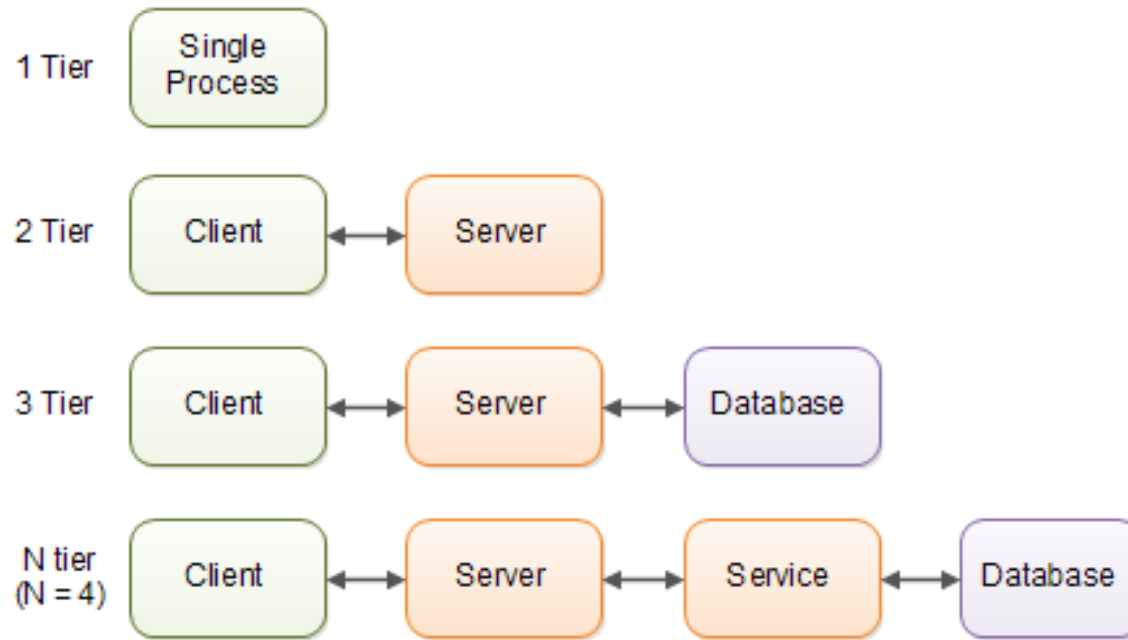 1 Tier
Single
Process
2 Tier
Client
Server
3 Tier
Client
Server
Database
N tier
(N = 4)
Client
Server
Service
Database